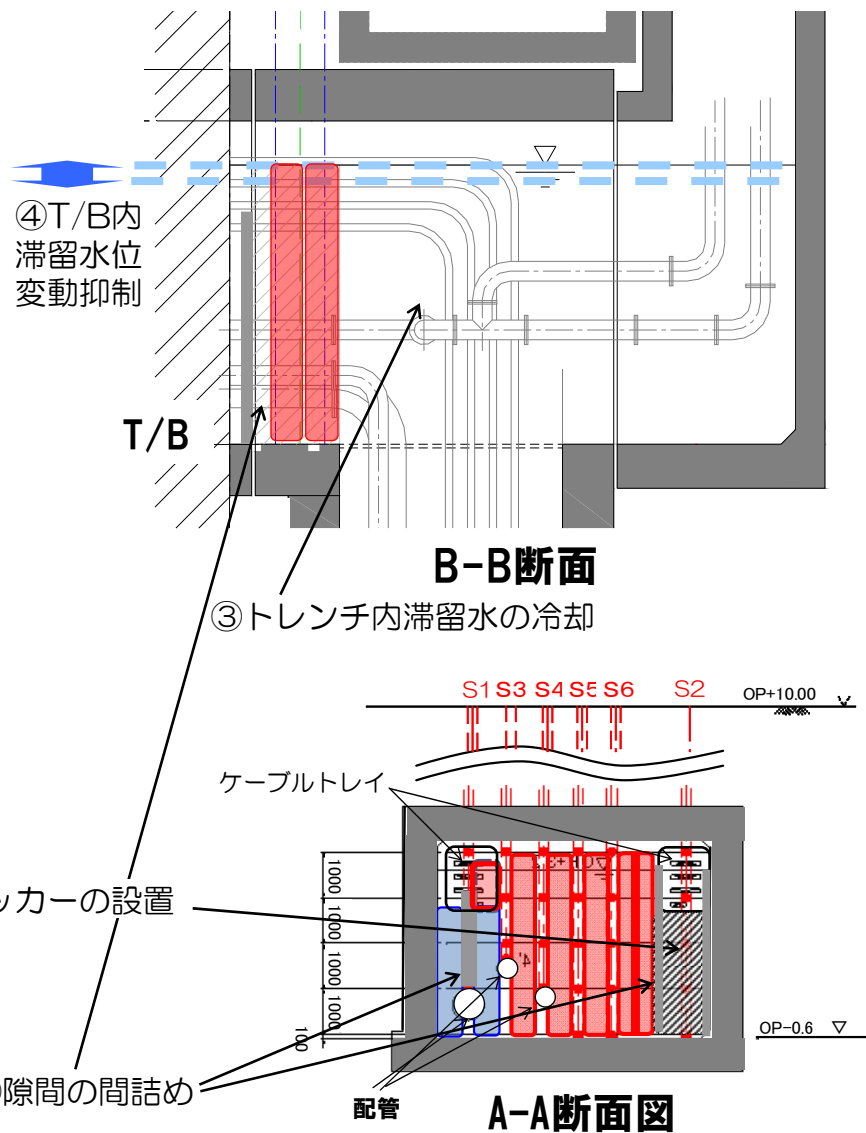 ④T/B内
滞留水位
変動抑制
T/B
B-B断面
③トレンチ内滞留水の冷却
S1 S3 S4 S5 S6 S2
OP+10.00
ケーブルトレイ
1000
1000
1000
1000
100
ッカーの設置
OP-0.6
隙間の間詰め
配管
A-A断面図